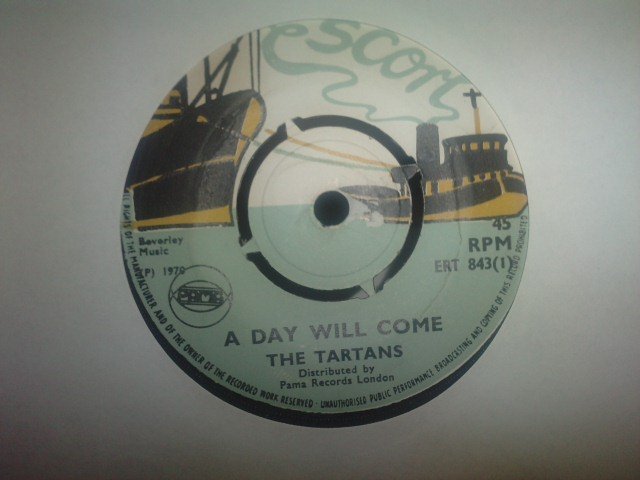 escort
45
RPM
ERT 843(1)
Beverley
Music
(P) 1970
PAMA
A DAY WILL COME
THE TARTANS
Distributed by
Pama Records London
ALL RIGHTS OF THE MANUFACTURER AND OF THE OWNER OF THE RECORDED WORK RESERVED - UNAUTHORISED PUBLIC PERFORMANCE BROADCASTING AND COPYING OF THIS RECORD PROHIBITED